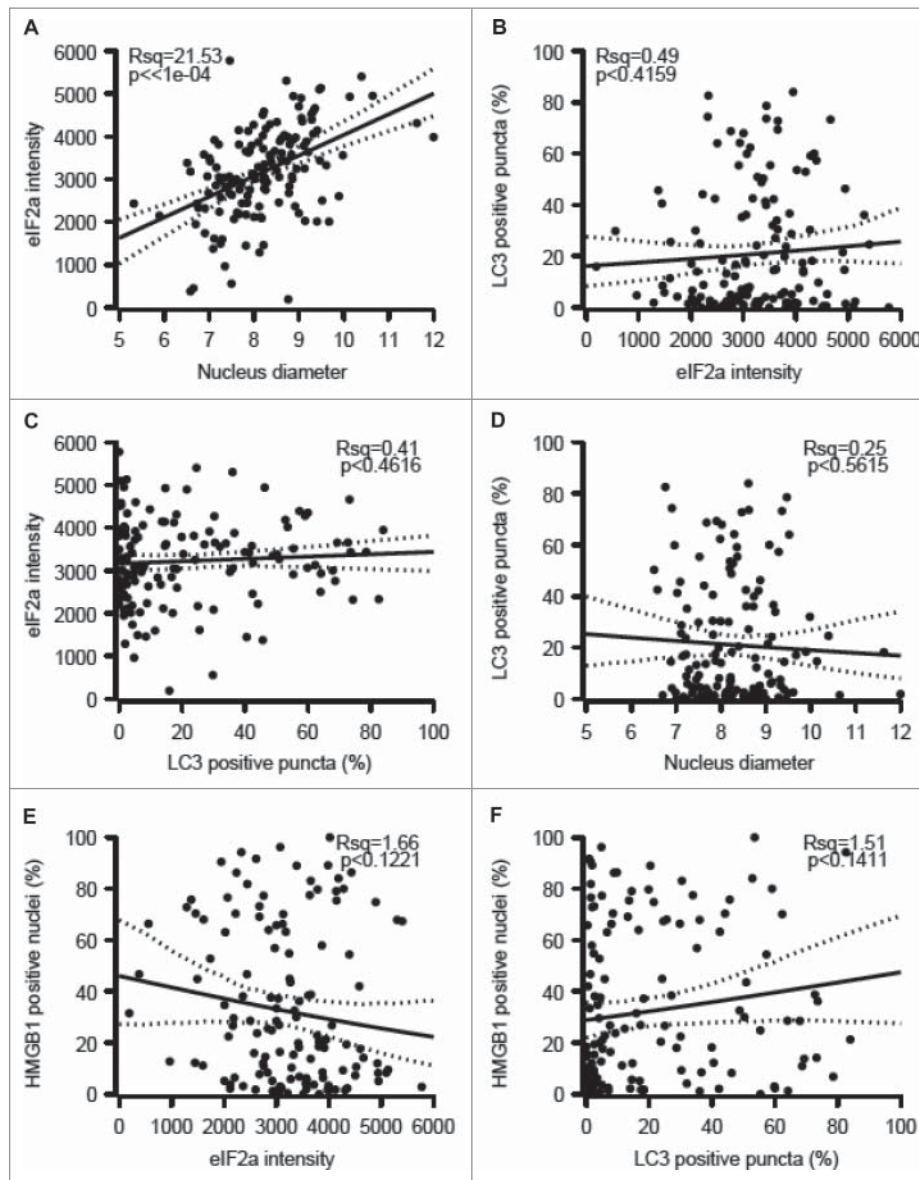 A
Rsq=21.53
p<<1e-04
6000
5000
4000
3000
2000
1000
0
eIF2a intensity
5 6 7 8 9 10 11 12
Nucleus diameter
B
Rsq=0.49
p<0.4159
100
80
60
40
20
0
LC3 positive puncta (%)
0 1000 2000 3000 4000 5000 6000
eIF2a intensity
C
Rsq=0.41
p<0.4616
6000
5000
4000
3000
2000
1000
0
eIF2a intensity
0 20 40 60 80 100
LC3 positive puncta (%)
D
Rsq=0.25
p<0.5615
100
80
60
40
20
0
LC3 positive puncta (%)
5 6 7 8 9 10 11 12
Nucleus diameter
E
Rsq=1.66
p<0.1221
100
80
60
40
20
0
HMGB1 positive nuclei (%)
0 1000 2000 3000 4000 5000 6000
eIF2a intensity
F
Rsq=1.51
p<0.1411
100
80
60
40
20
0
HMGB1 positive nuclei (%)
0 20 40 60 80 100
LC3 positive puncta (%)